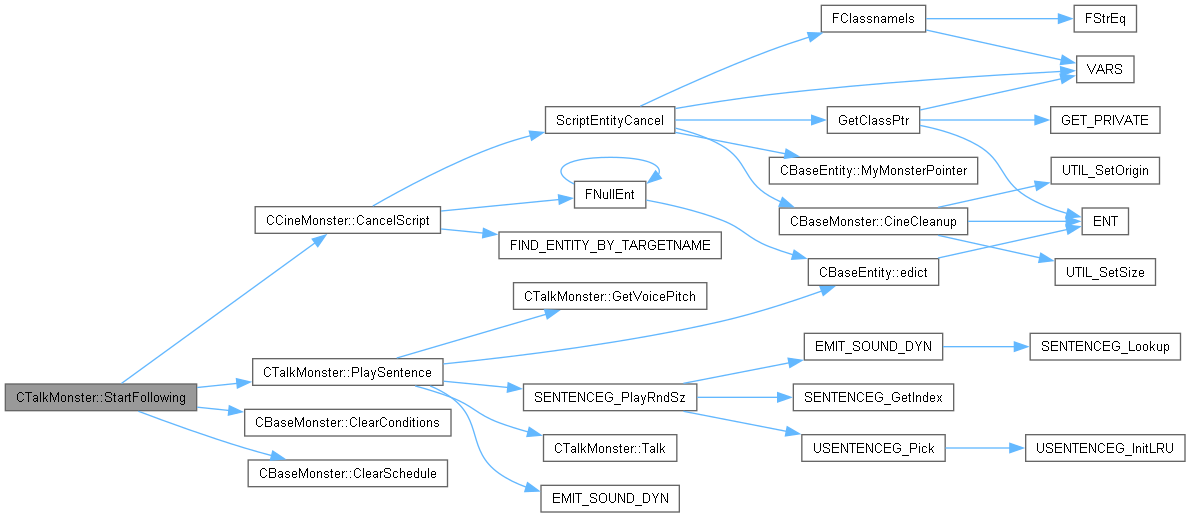 FClassnameIs
FStrEq
VARS
ScriptEntityCancel
GetClassPtr
GET_PRIVATE
CBaseEntity::MyMonsterPointer
UTIL_SetOrigin
FNullEnt
CCineMonster::CancelScript
CBaseMonster::CineCleanup
ENT
FIND_ENTITY_BY_TARGETNAME
CBaseEntity::edict
UTIL_SetSize
CTalkMonster::GetVoicePitch
EMIT_SOUND_DYN
SENTENCEG_Lookup
CTalkMonster::PlaySentence
CTalkMonster::StartFollowing
SENTENCEG_PlayRndSz
SENTENCEG_GetIndex
CBaseMonster::ClearConditions
CTalkMonster::Talk
USENTENCEG_Pick
USENTENCEG_InitLRU
CBaseMonster::ClearSchedule
EMIT_SOUND_DYN